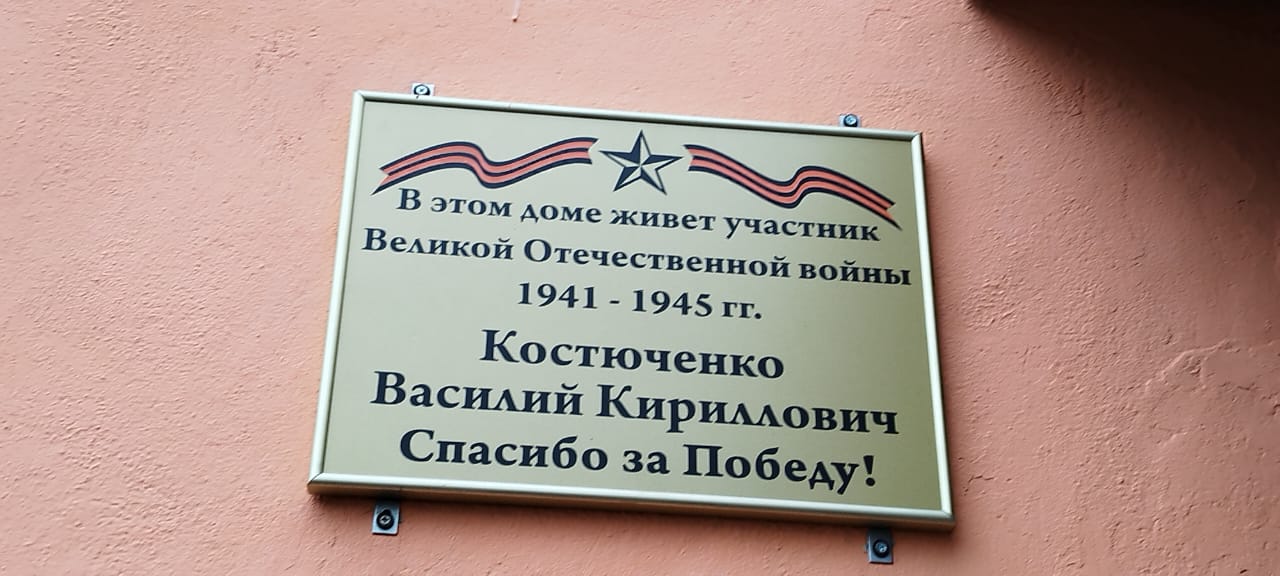 В этом доме живет участник
Великой Отечественной войны
1941 - 1945 гг.
Костюченко
Василий Кириллович
Спасибо за Победу!